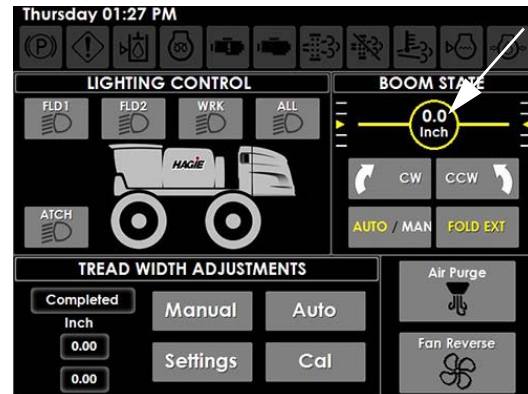 Thursday 01:27 PM
LIGHTING CONTROL
FLD1 FLD2 WRK ALL
HAGIE
ATCH
BOOM STATE
0.0
Inch
CW CCW
AUTO / MAN FOLD EXT
TREAD WIDTH ADJUSTMENTS
Completed
Inch
0.00
0.00
Manual Auto
Settings Cal
Air Purge
Fan Reverse